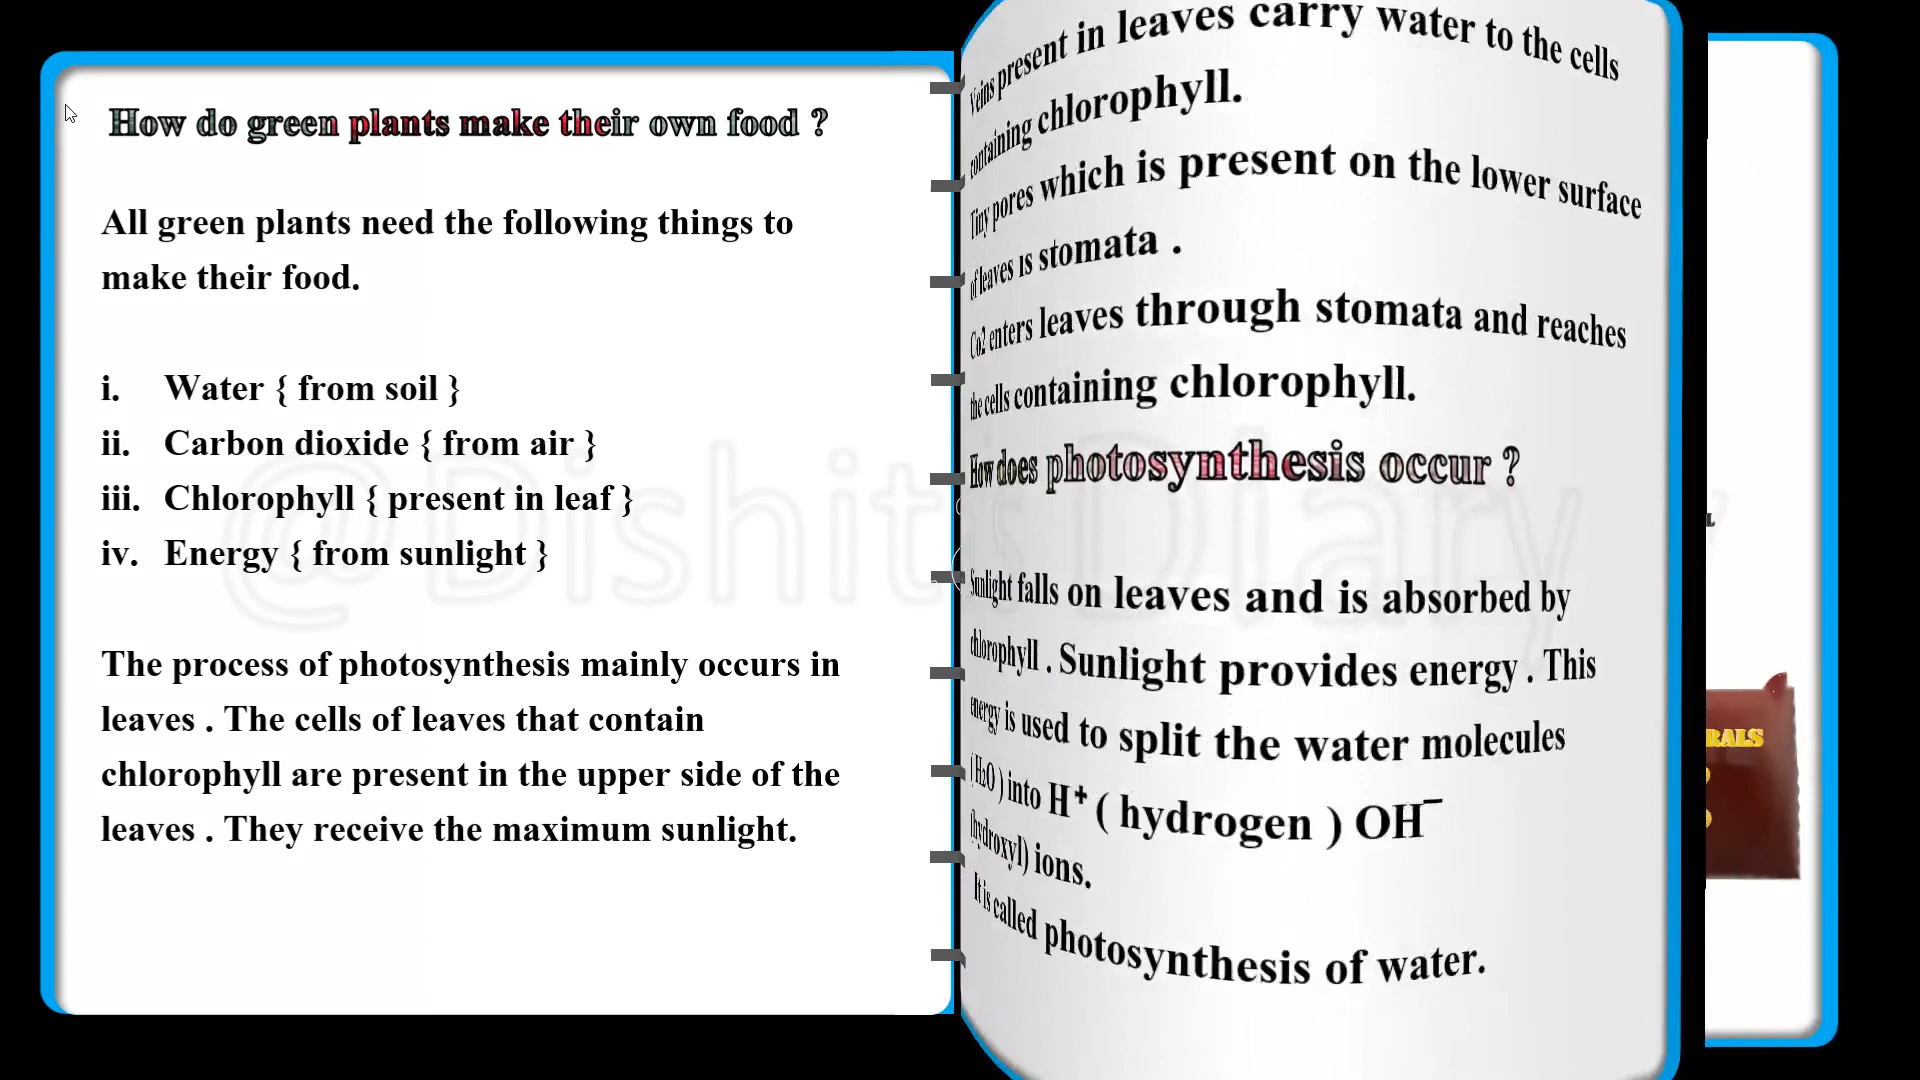 How do green plants make their own food ?
All green plants need the following things to
make their food.
i. Water { from soil }
ii. Carbon dioxide { from air }
iii. Chlorophyll { present in leaf }
iv. Energy { from sunlight }
The process of photosynthesis mainly occurs in
leaves . The cells of leaves that contain
chlorophyll are present in the upper side of the
leaves . They receive the maximum sunlight.
Veins present in leaves carry water to the cells
containing chlorophyll.
Tiny pores which is present on the lower surface
of leaves is stomata .
Co2 enters leaves through stomata and reaches
the cells containing chlorophyll.
How does photosynthesis occur ?
Sunlight falls on leaves and is absorbed by
chlorophyll . Sunlight provides energy . This
energy is used to split the water molecules
( H₂O ) into H⁺ ( hydrogen ) OH⁻
(hydroxyl) ions.
It is called photosynthesis of water.